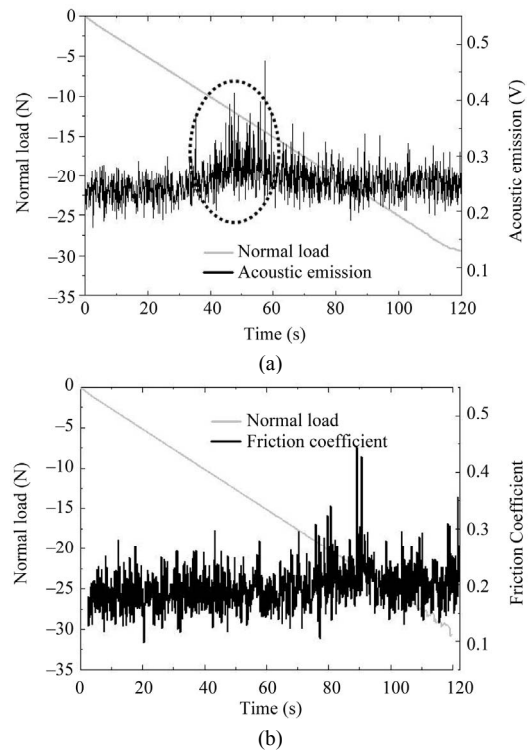 0
−5
−10
−15
−20
−25
−30
−35
Normal load (N)
0.5
0.4
0.3
0.2
0.1
Acoustic emission (V)
Normal load
Acoustic emission
0 20 40 60 80 100 120
Time (s)
(a)
0
−5
−10
−15
−20
−25
−30
−35
Normal load (N)
0.5
0.4
0.3
0.2
0.1
Friction Coefficient
Normal load
Friction coefficient
0 20 40 60 80 100 120
Time (s)
(b)